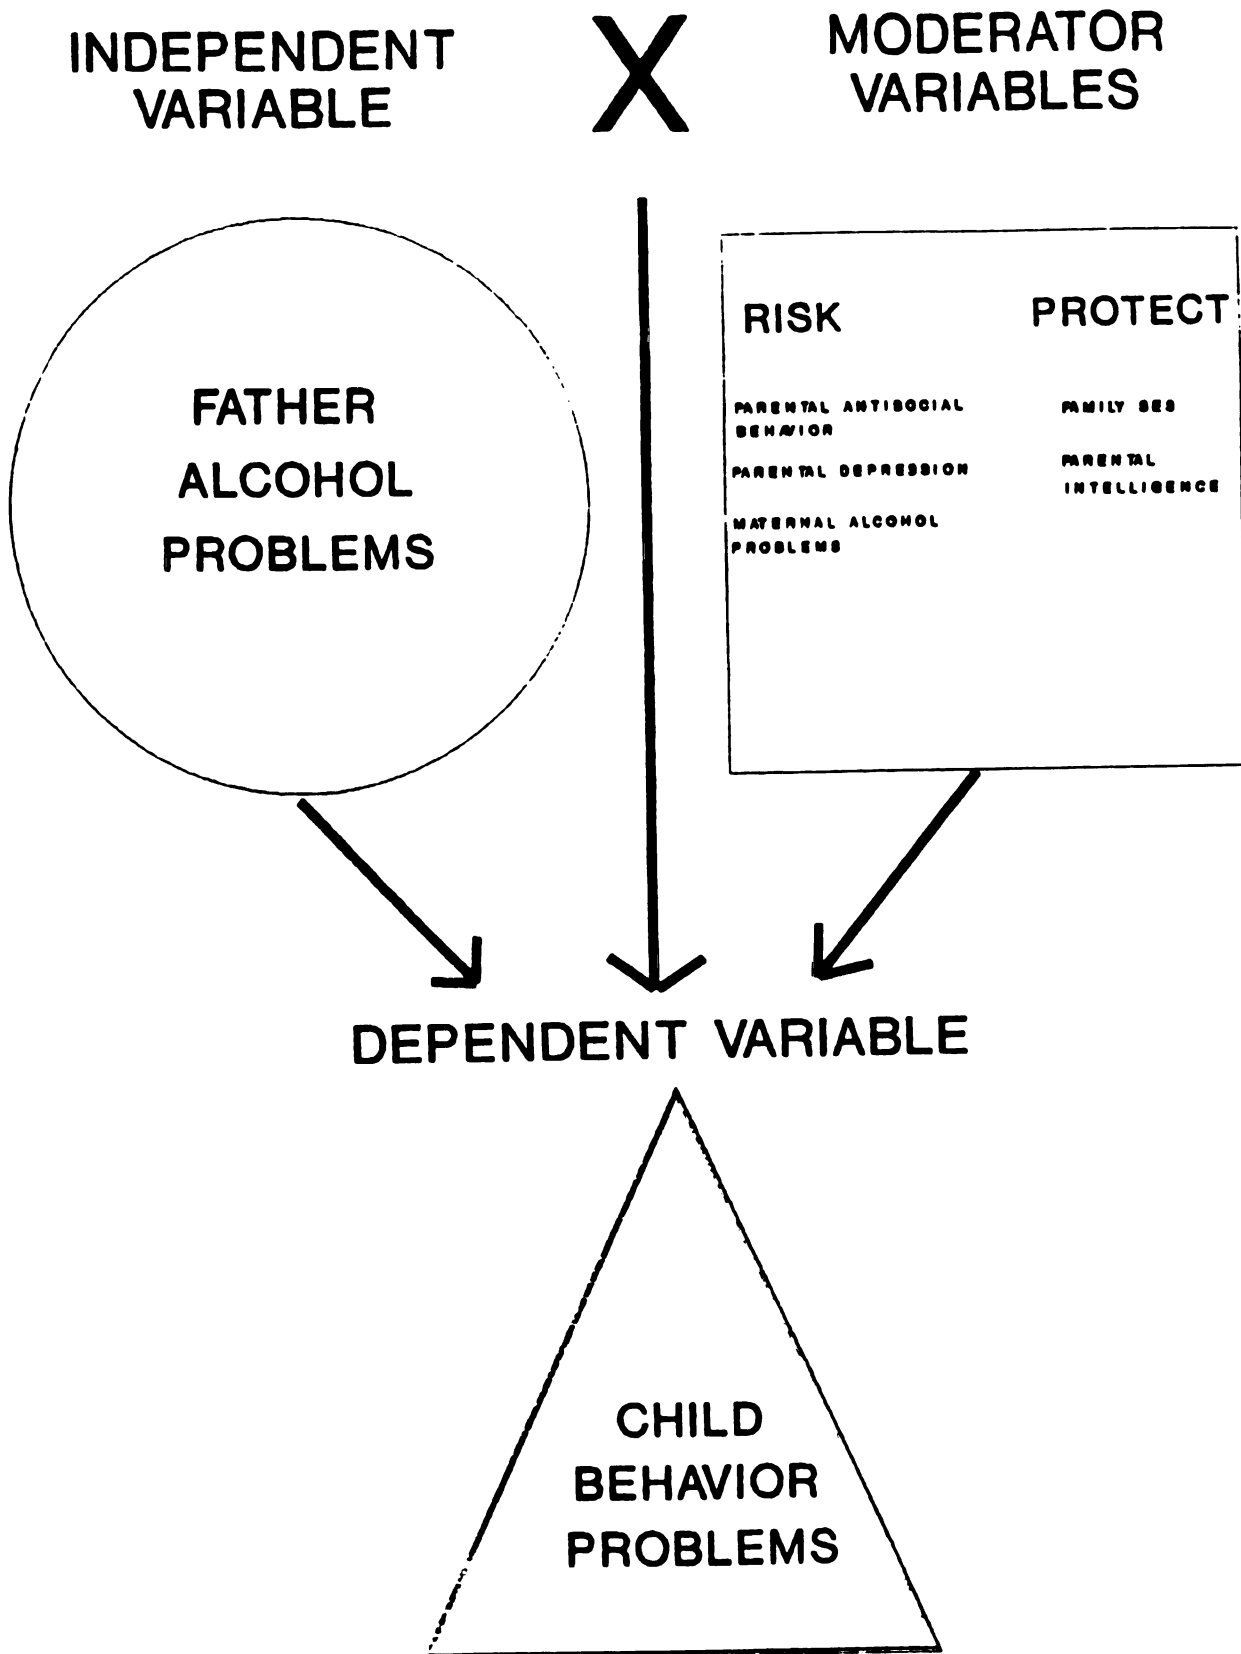 INDEPENDENT
VARIABLE
X
MODERATOR
VARIABLES
FATHER
ALCOHOL
PROBLEMS
RISK
PARENTAL ANTISOCIAL
BEHAVIOR
PARENTAL DEPRESSION
MATERNAL ALCOHOL
PROBLEMS
PROTECT
FAMILY SES
PARENTAL
INTELLIGENCE
DEPENDENT VARIABLE
CHILD
BEHAVIOR
PROBLEMS